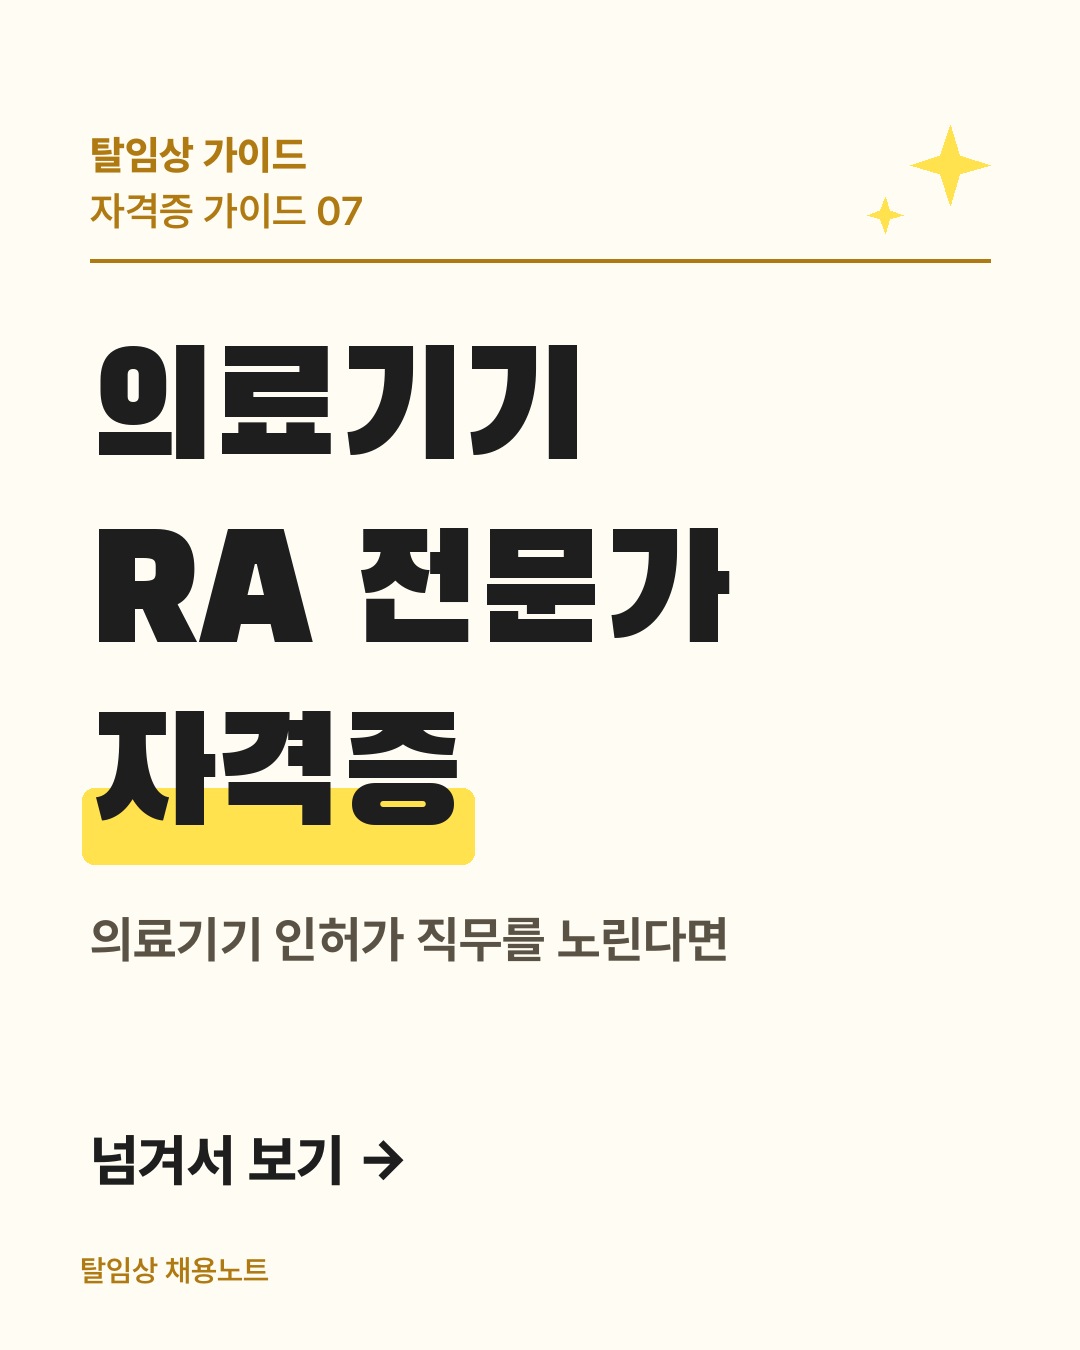 탈임상 가이드
자격증 가이드 07
의료기기
RA 전문가
자격증
의료기기 인허가 직무를 노린다면
넘겨서 보기 →
탈임상 채용노트